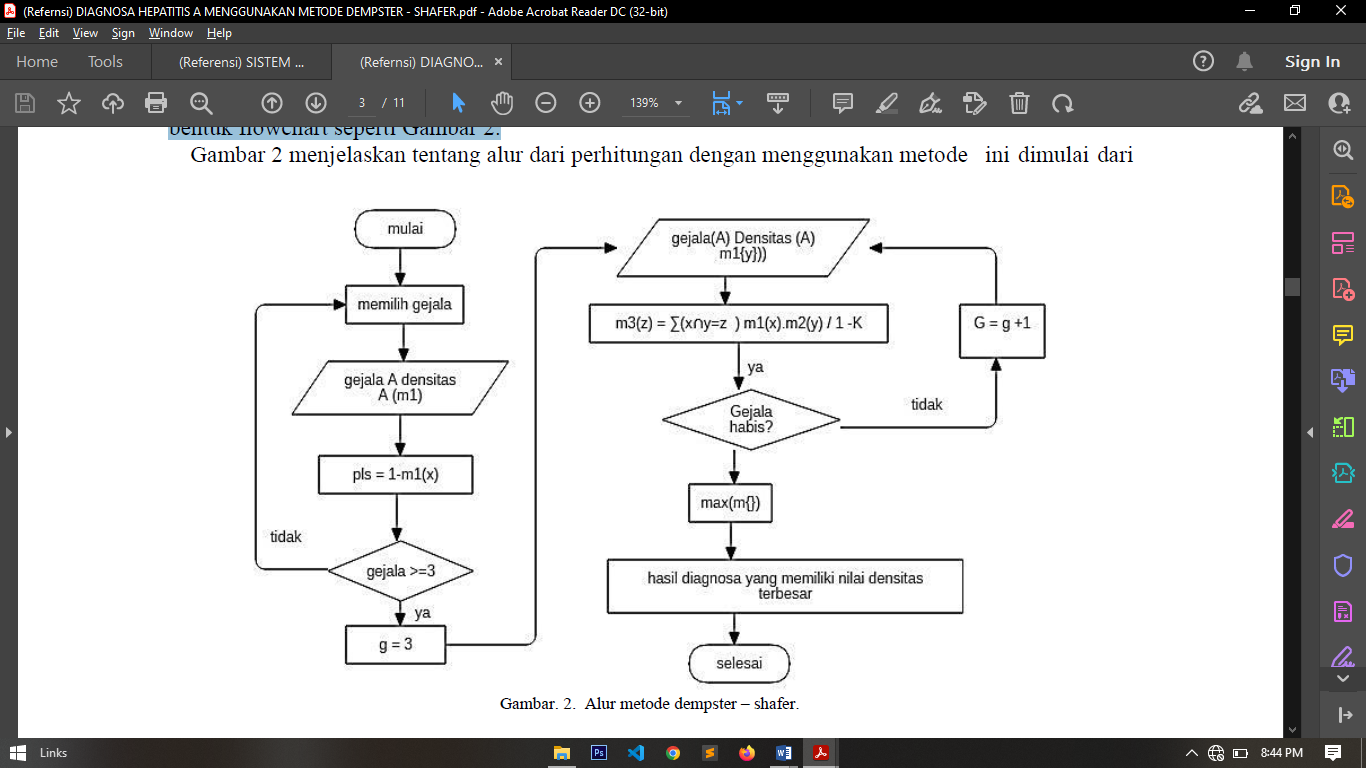 (Refernsi) DIAGNOSA HEPATITIS A MENGGUNAKAN METODE DEMPSTER - SHAFER.pdf - Adobe Acrobat Reader DC (32-bit)
File Edit View Sign Window Help
Home Tools (Referensi) SISTEM ... (Refernsi) DIAGNO... × Sign In
3 / 11 139%
bentuk flowchart seperti Gambar 2.
Gambar 2 menjelaskan tentang alur dari perhitungan dengan menggunakan metode ini dimulai dari
mulai
memilih gejala
gejala A densitas
A (m1)
pls = 1-m1(x)
tidak
gejala >=3
ya
g = 3
gejala(A) Densitas (A)
m1{y}))
m3(z) = ∑(x∩y=z ) m1(x).m2(y) / 1 -K
G = g +1
ya
Gejala
habis?
tidak
max(m{})
hasil diagnosa yang memiliki nilai densitas
terbesar
selesai
Gambar. 2. Alur metode dempster – shafer.
Links
Ps
8:44 PM